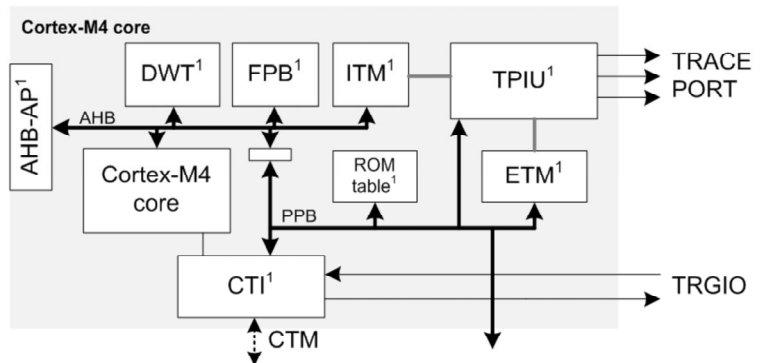 Cortex-M4 core
DWT¹
FPB¹
ITM¹
TPIU¹
TRACE
PORT
AHB-AP¹
AHB
Cortex-M4
core
ROM
table¹
ETM¹
PPB
CTI¹
TRGIO
CTM